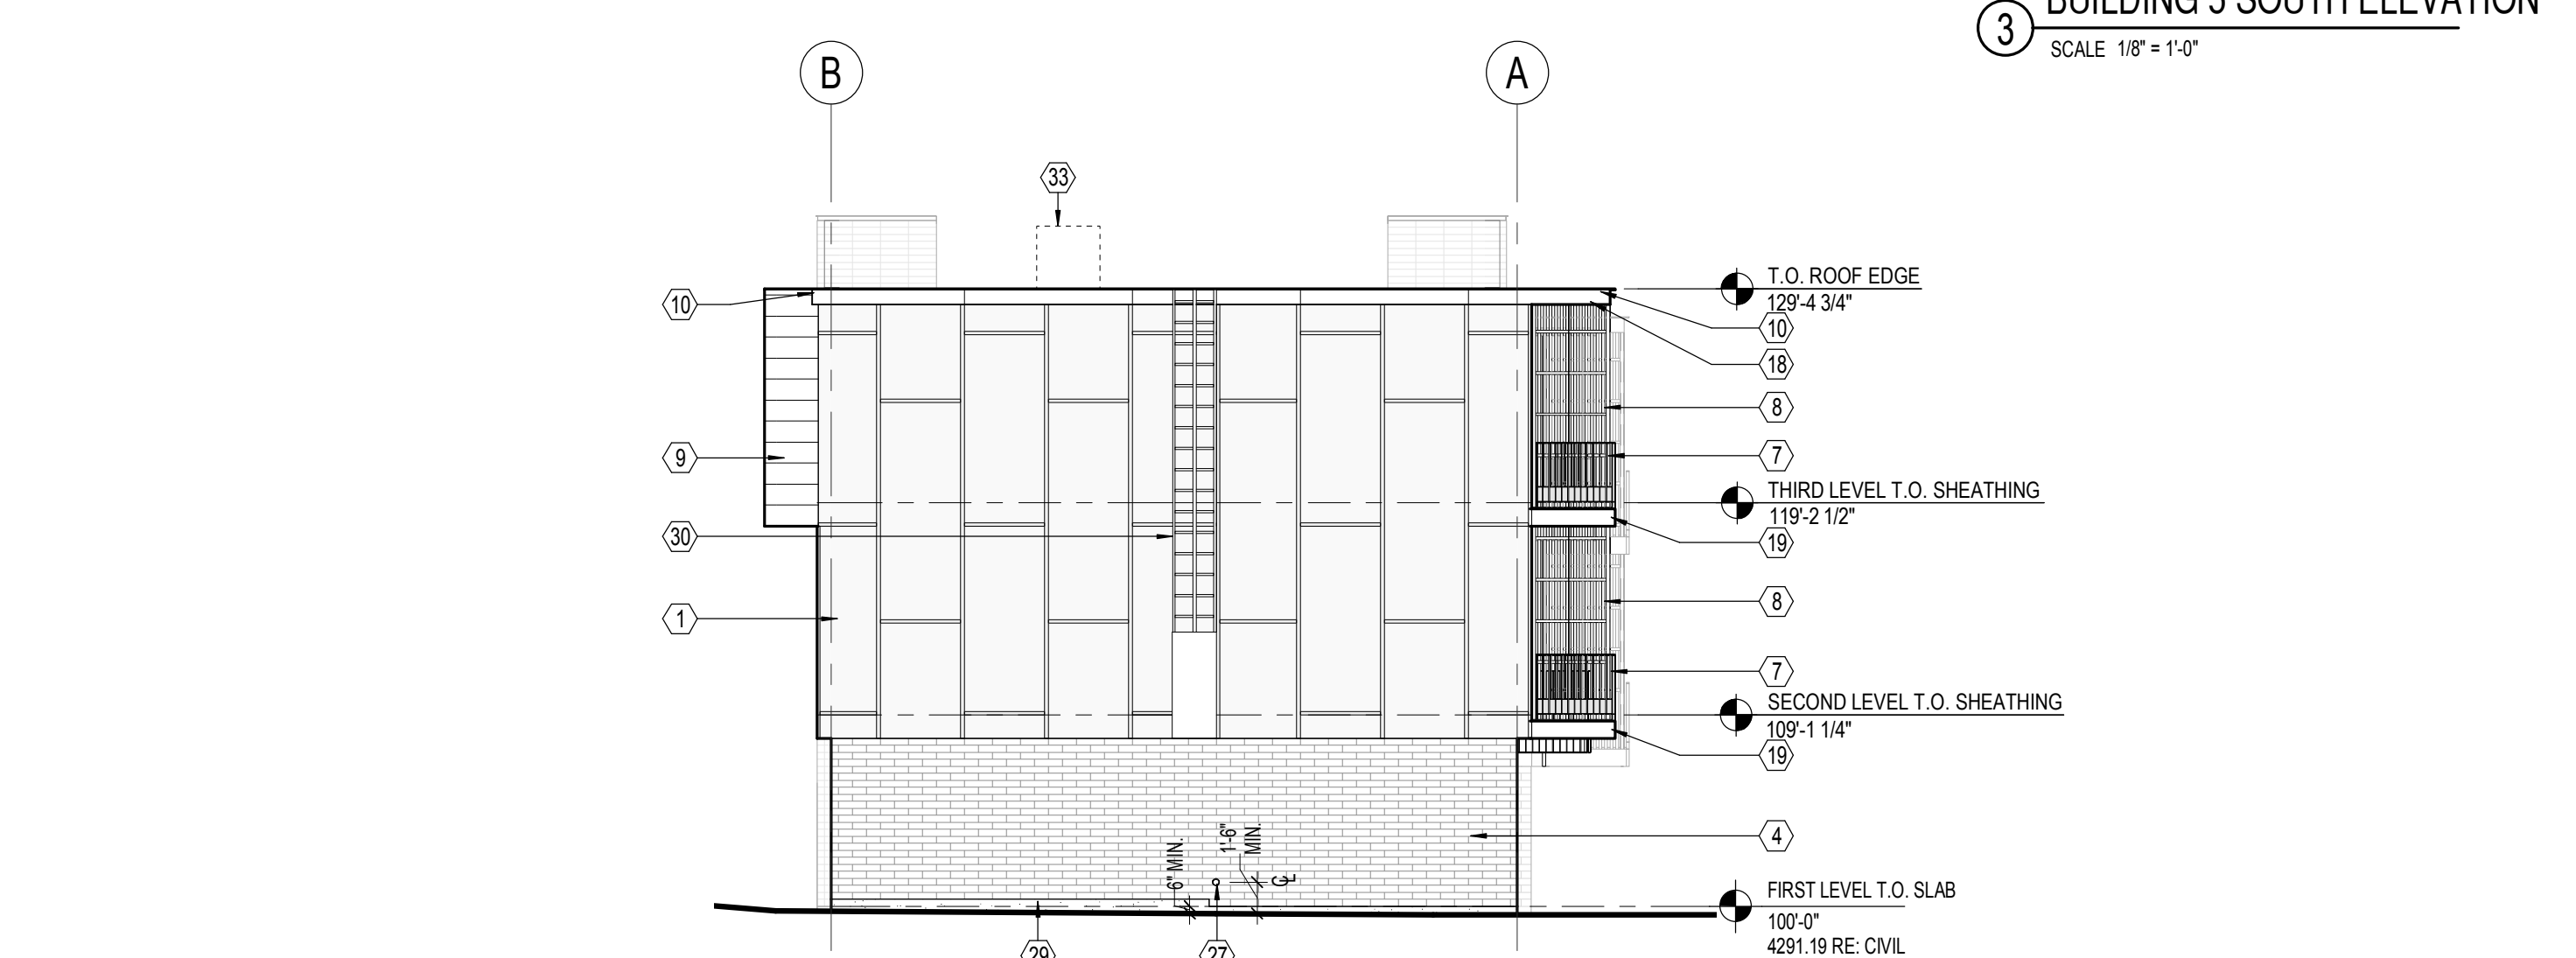 BUILDING 5 SOUTH ELEVATION
3
SCALE 1/8" = 1'-0"
B
A
33
T.O. ROOF EDGE
129'-4 3/4"
10
10
18
8
9
7
THIRD LEVEL T.O. SHEATHING
119'-2 1/2"
30
19
8
1
7
SECOND LEVEL T.O. SHEATHING
109'-1 1/4"
19
4
6" MIN.
1'-6"
MIN.
CL
FIRST LEVEL T.O. SLAB
100'-0"
4291.19 RE: CIVIL
29
27